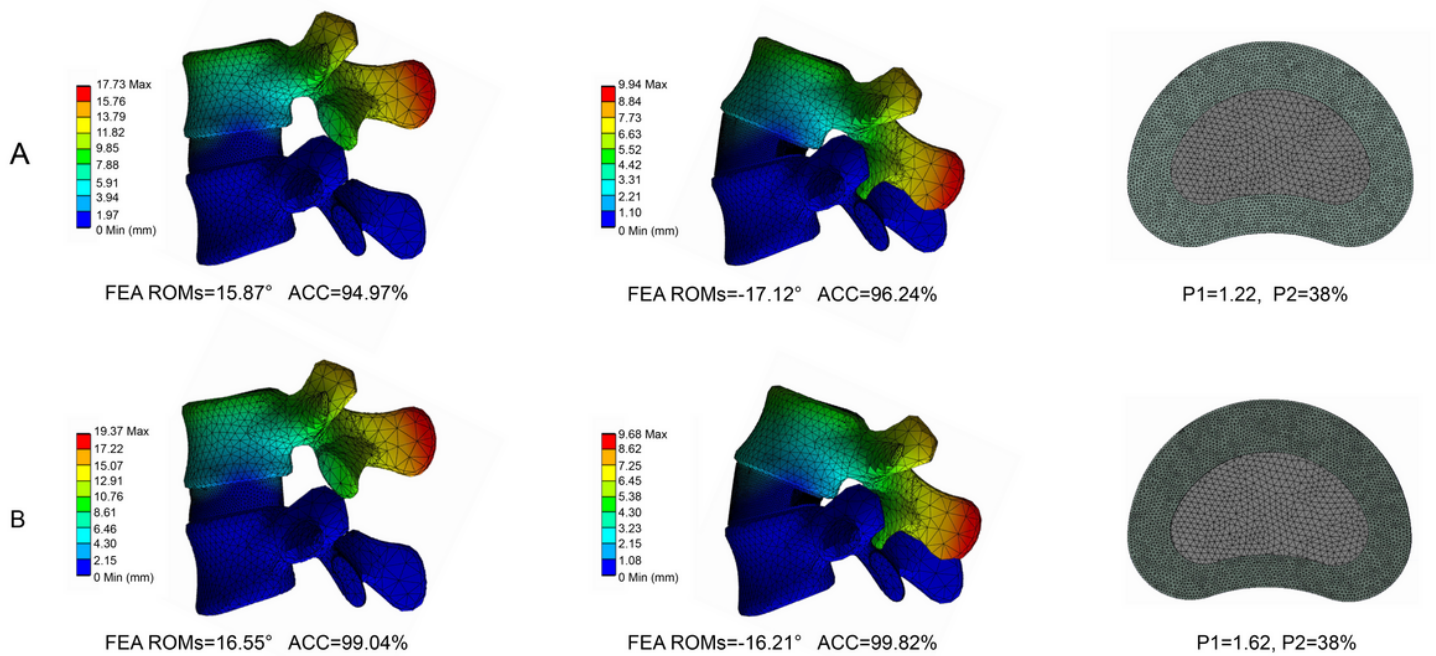 A
17.73 Max
15.76
13.79
11.82
9.85
7.88
5.91
3.94
1.97
0 Min (mm)
FEA ROMs=15.87° ACC=94.97%
9.94 Max
8.84
7.73
6.63
5.52
4.42
3.31
2.21
1.10
0 Min (mm)
FEA ROMs=-17.12° ACC=96.24%
P1=1.22, P2=38%
B
19.37 Max
17.22
15.07
12.91
10.76
8.61
6.46
4.30
2.15
0 Min (mm)
FEA ROMs=16.55° ACC=99.04%
9.68 Max
8.62
7.25
6.45
5.38
4.30
3.23
2.15
1.08
0 Min (mm)
FEA ROMs=-16.21° ACC=99.82%
P1=1.62, P2=38%